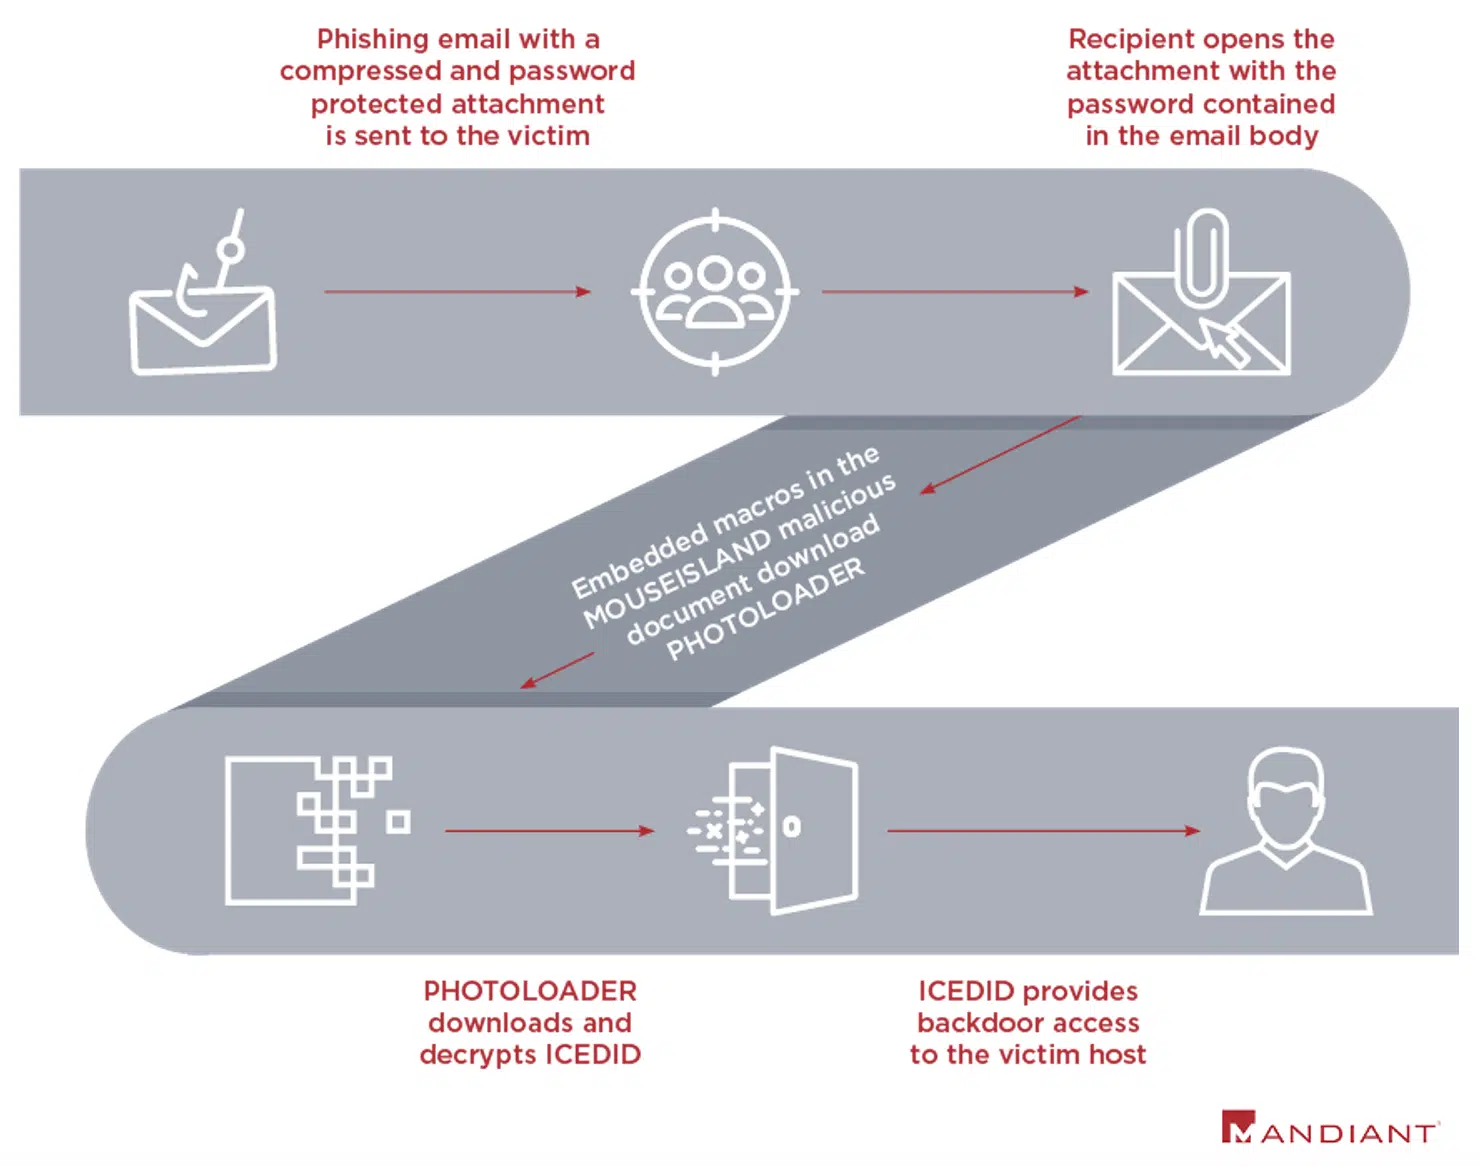 Phishing email with a
compressed and password
protected attachment
is sent to the victim
Recipient opens the
attachment with the
password contained
in the email body
Embedded macros in the
MOUSEISLAND malicious
document download
PHOTOLOADER
PHOTOLOADER
downloads and
decrypts ICEDID
ICEDID provides
backdoor access
to the victim host
MANDIANT